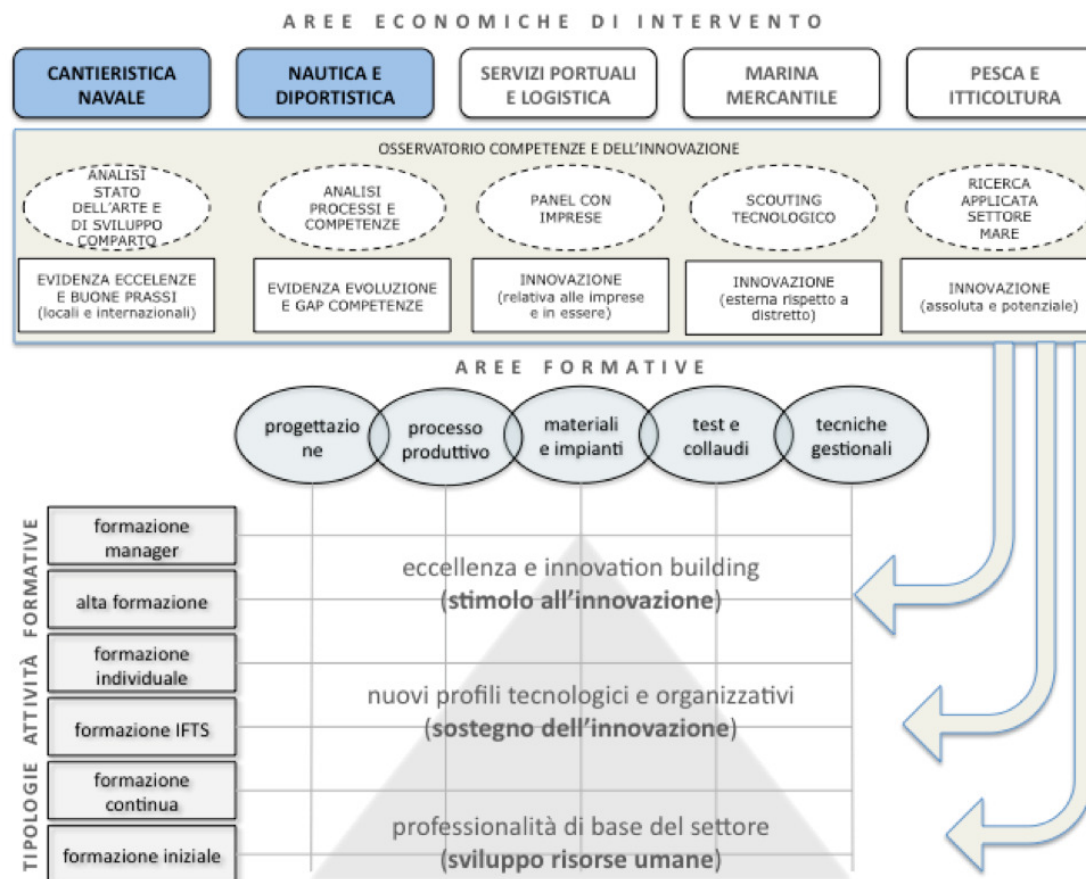 AREE ECONOMICHE DI INTERVENTO
CANTIERISTICA
NAVALE
NAUTICA E
DIPORTISTICA
SERVIZI PORTUALI
E LOGISTICA
MARINA
MERCANTILE
PESCA E
ITTICOLTURA
OSSERVATORIO COMPETENZE E DELL'INNOVAZIONE
ANALISI
STATO
DELL'ARTE E
DI SVILUPPO
COMPARTO
ANALISI
PROCESSI E
COMPETENZE
PANEL CON
IMPRESE
SCOUTING
TECNOLOGICO
RICERCA
APPLICATA
SETTORE
MARE
EVIDENZA ECCELENZE
E BUONE PRASSI
(locali e internazionali)
EVIDENZA EVOLUZIONE
E GAP COMPETENZE
INNOVAZIONE
(relativa alle imprese
e in essere)
INNOVAZIONE
(esterna rispetto a
distretto)
INNOVAZIONE
(assoluta e potenziale)
AREE FORMATIVE
progettazio
ne
processo
produttivo
materiali
e impianti
test e
collaudi
tecniche
gestionali
TIPOLOGIE ATTIVITÀ FORMATIVE
formazione
manager
alta formazione
formazione
individuale
formazione IFTS
formazione
continua
formazione iniziale
eccellenza e innovation building
(stimolo all'innovazione)
nuovi profili tecnologici e organizzativi
(sostegno dell'innovazione)
professionalità di base del settore
(sviluppo risorse umane)